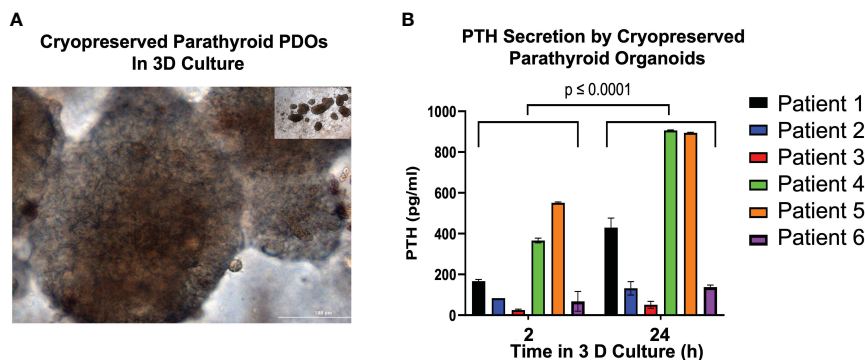 A
Cryopreserved Parathyroid PDOs
In 3D Culture
B
PTH Secretion by Cryopreserved
Parathyroid Organoids
p ≤ 0.0001
PTH (pg/ml)
1000
800
600
400
200
0
2
24
Time in 3 D Culture (h)
Patient 1
Patient 2
Patient 3
Patient 4
Patient 5
Patient 6